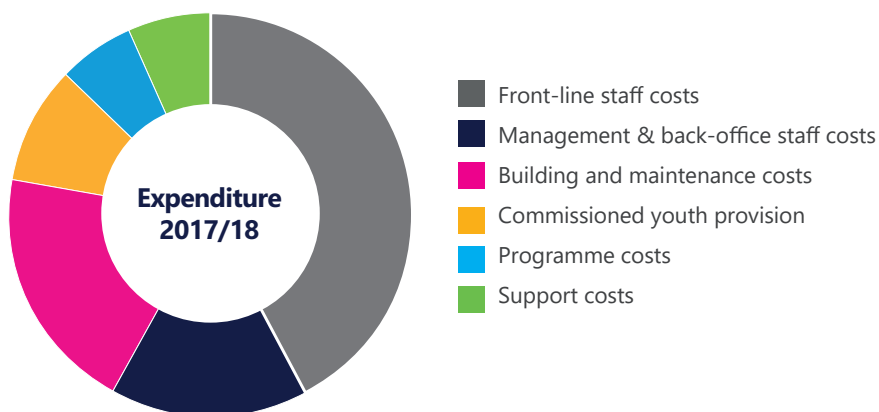 Expenditure
2017/18
Front-line staff costs
Management & back-office staff costs
Building and maintenance costs
Commissioned youth provision
Programme costs
Support costs